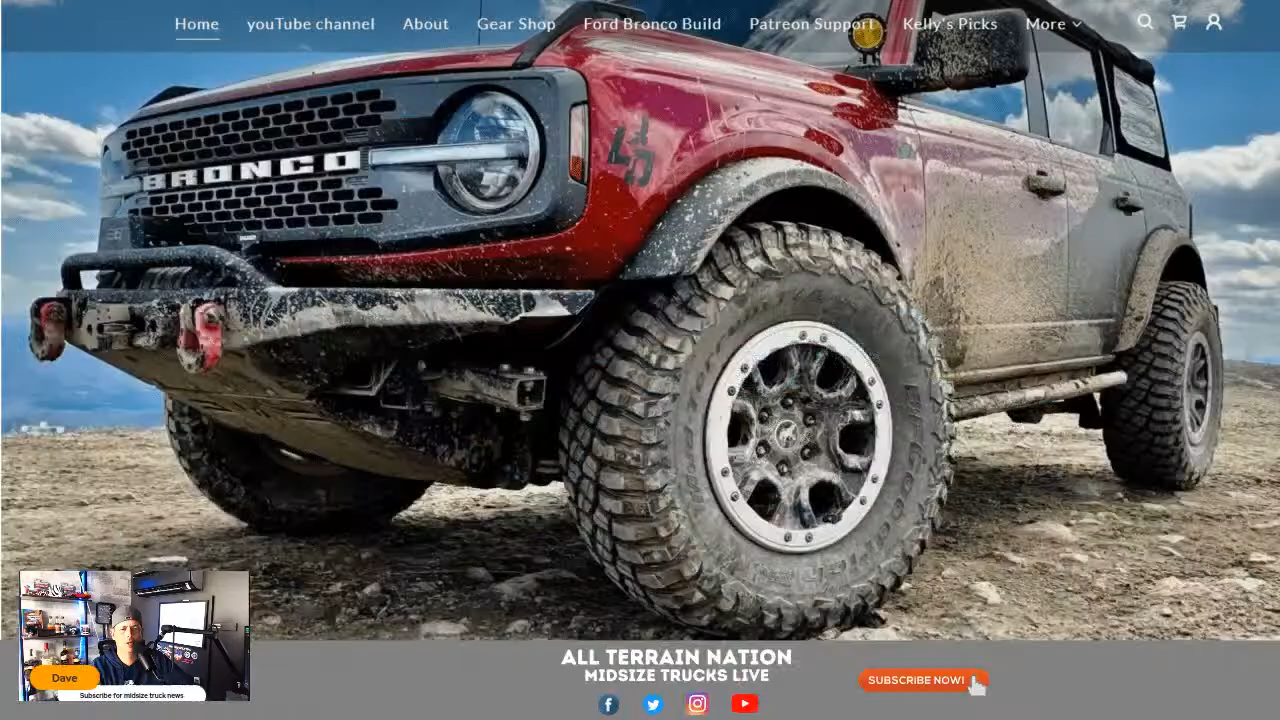 Home youTube channel About Gear Shop Ford Bronco Build Patreon Support Kelly's Picks More
BRONCO
ALL TERRAIN NATION
MIDSIZE TRUCKS LIVE
SUBSCRIBE NOW!
Dave
Subscribe for midsize truck news